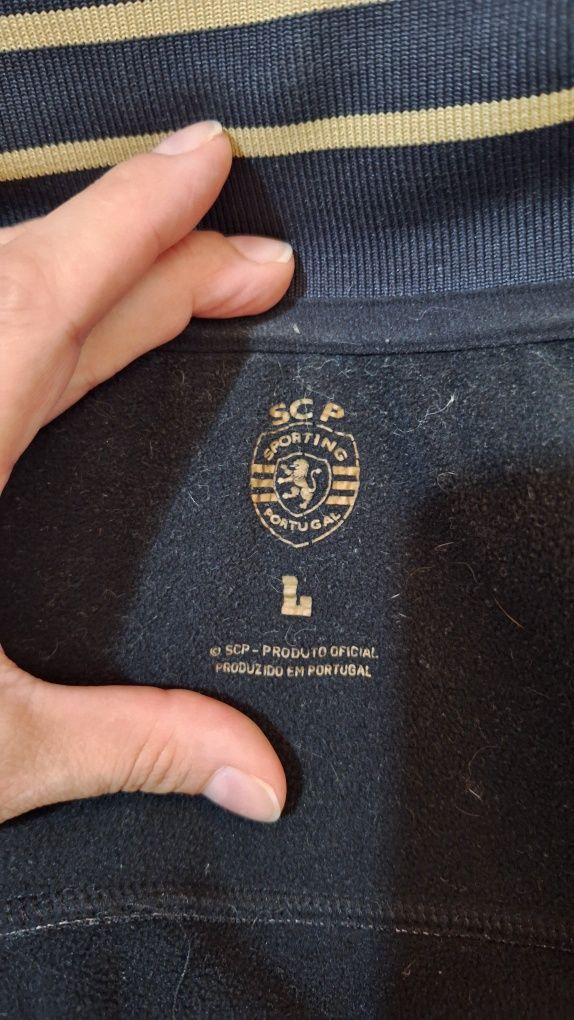 SCP
SPORTING
PORTUGAL
L
© SCP - PRODUTO OFICIAL
PRODUZIDO EM PORTUGAL